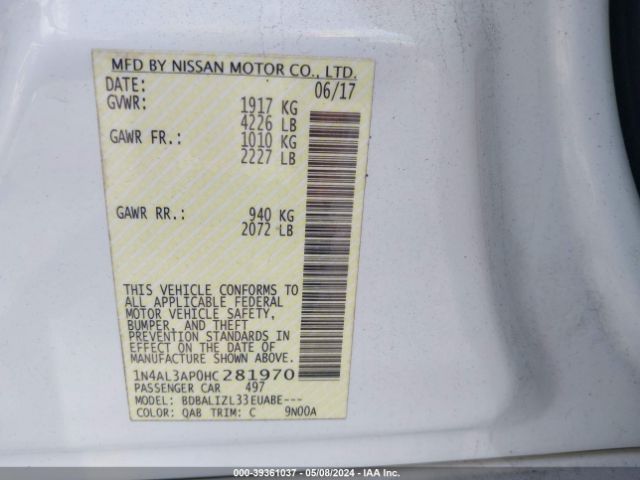 MFD BY NISSAN MOTOR CO., LTD.
DATE: 06/17
GVWR: 1917 KG
4226 LB
GAWR FR.: 1010 KG
2227 LB
GAWR RR.: 940 KG
2072 LB
THIS VEHICLE CONFORMS TO
ALL APPLICABLE FEDERAL
MOTOR VEHICLE SAFETY,
BUMPER, AND THEFT
PREVENTION STANDARDS IN
EFFECT ON THE DATE OF
MANUFACTURE SHOWN ABOVE.
1N4AL3AP0HC281970
PASSENGER CAR 497
MODEL: BDBALIZL33EUABE---
COLOR: QAB TRIM: C 9N00A
000-39361037 - 05/08/2024 - IAAI.com